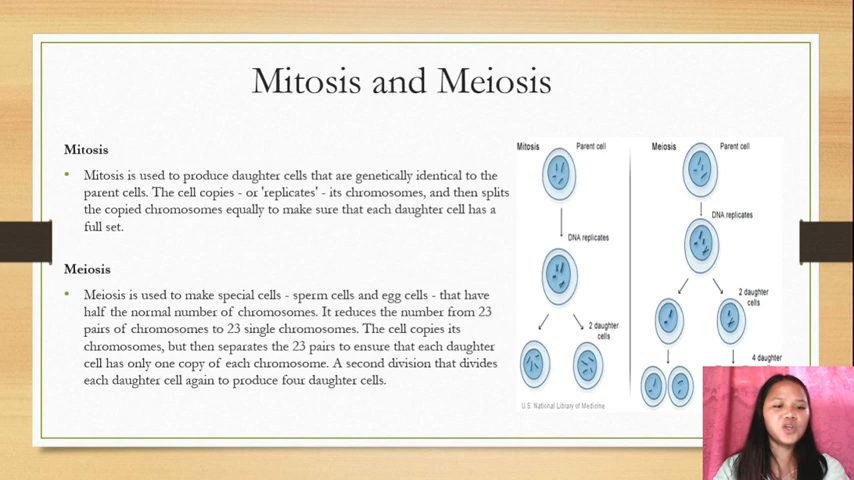 Mitosis and Meiosis
Mitosis
• Mitosis is used to produce daughter cells that are genetically identical to the
parent cells. The cell copies - or 'replicates' - its chromosomes, and then splits
the copied chromosomes equally to make sure that each daughter cell has a
full set.
Meiosis
• Meiosis is used to make special cells - sperm cells and egg cells - that have
half the normal number of chromosomes. It reduces the number from 23
pairs of chromosomes to 23 single chromosomes. The cell copies its
chromosomes, but then separates the 23 pairs to ensure that each daughter
cell has only one copy of each chromosome. A second division that divides
each daughter cell again to produce four daughter cells.
Mitosis
Parent cell
DNA replicates
2 daughter
cells
U.S. National Library of Medicine
Meiosis
Parent cell
DNA replicates
2 daughter
cells
4 daughter